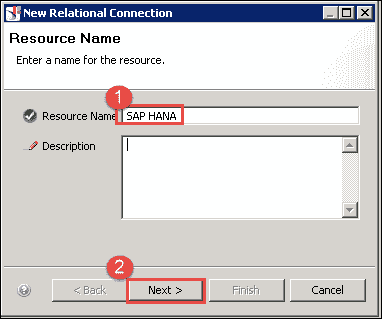 New Relational Connection
Resource Name
Enter a name for the resource.
1
Resource Name SAP HANA
Description
2
< Back Next > Finish Cancel